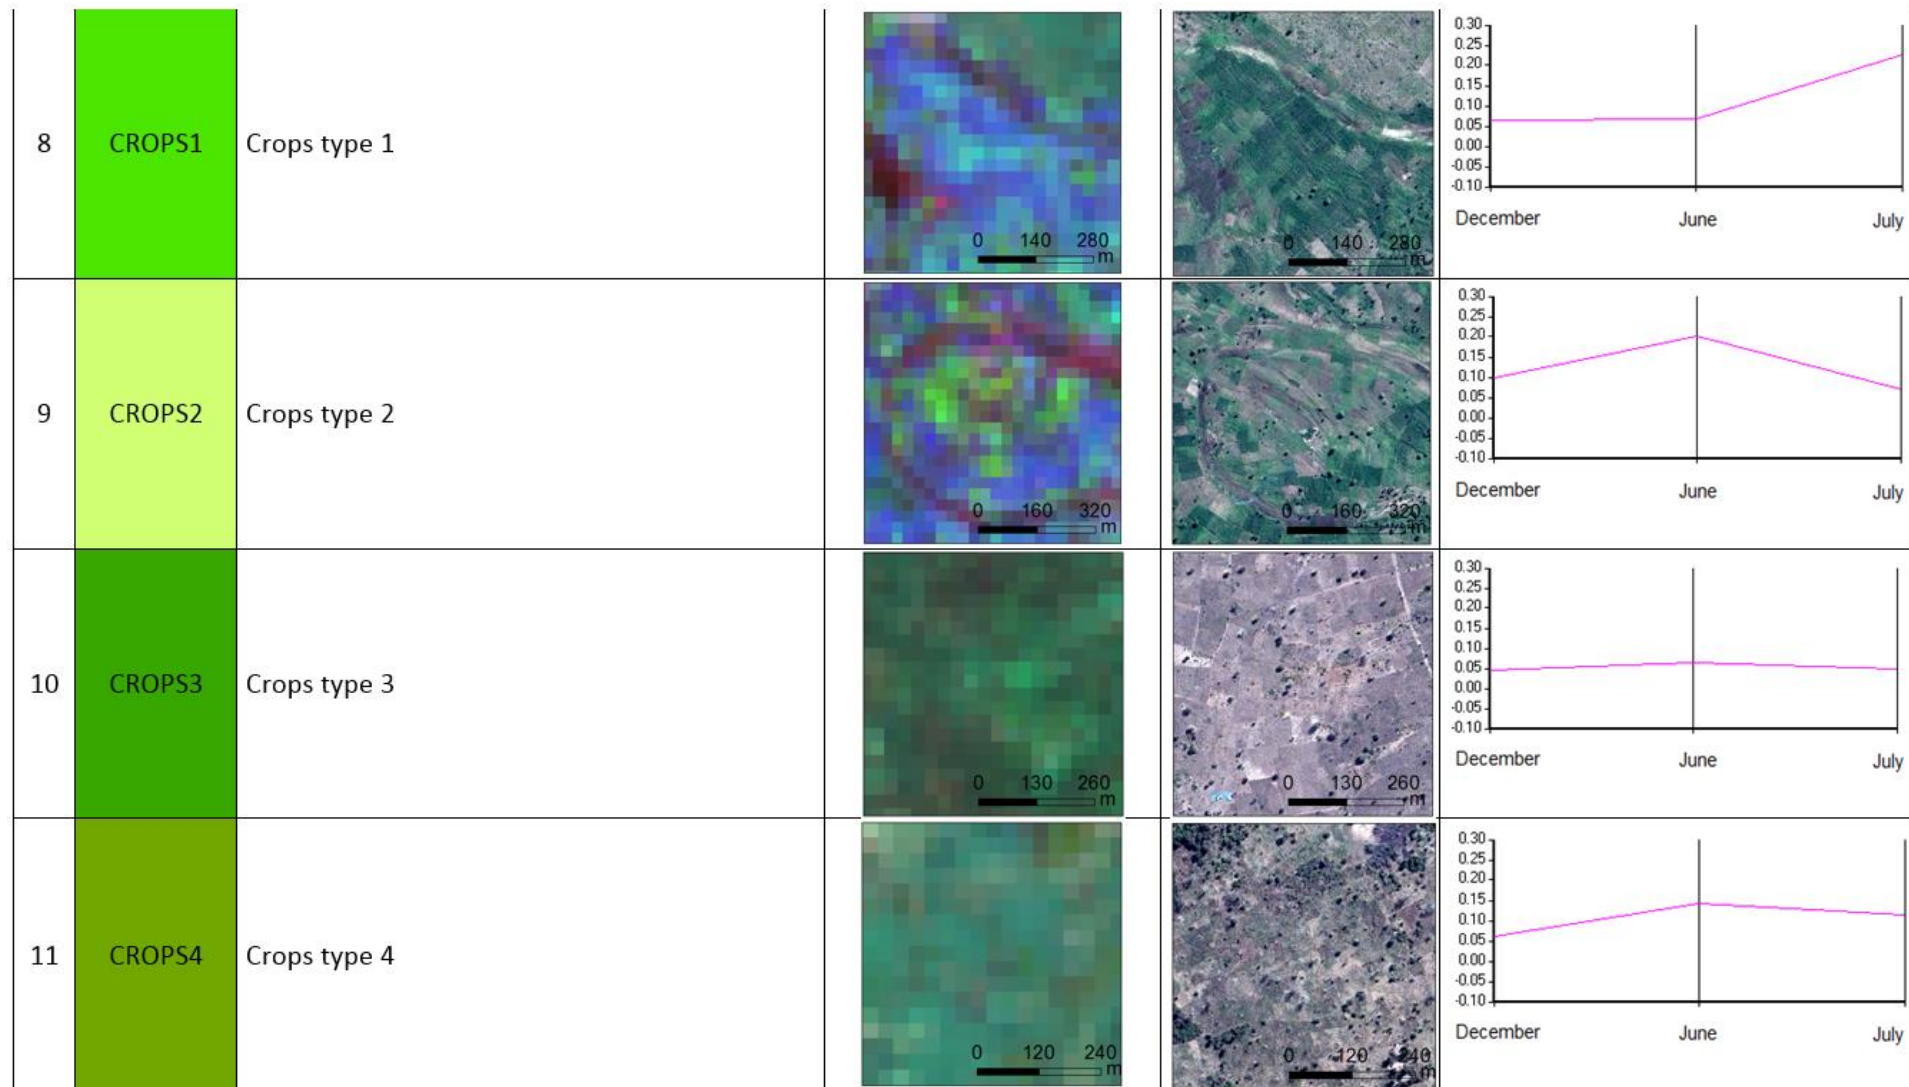 8 CROPS1 Crops type 1
0 140 280 m
0 140 280 m
0.30
0.25
0.20
0.15
0.10
0.05
0.00
-0.05
-0.10
December June July
9 CROPS2 Crops type 2
0 160 320 m
0 160 320 m
0.30
0.25
0.20
0.15
0.10
0.05
0.00
-0.05
-0.10
December June July
10 CROPS3 Crops type 3
0 130 260 m
0 130 260 m
0.30
0.25
0.20
0.15
0.10
0.05
0.00
-0.05
-0.10
December June July
11 CROPS4 Crops type 4
0 120 240 m
0 120 240 m
0.30
0.25
0.20
0.15
0.10
0.05
0.00
-0.05
-0.10
December June July